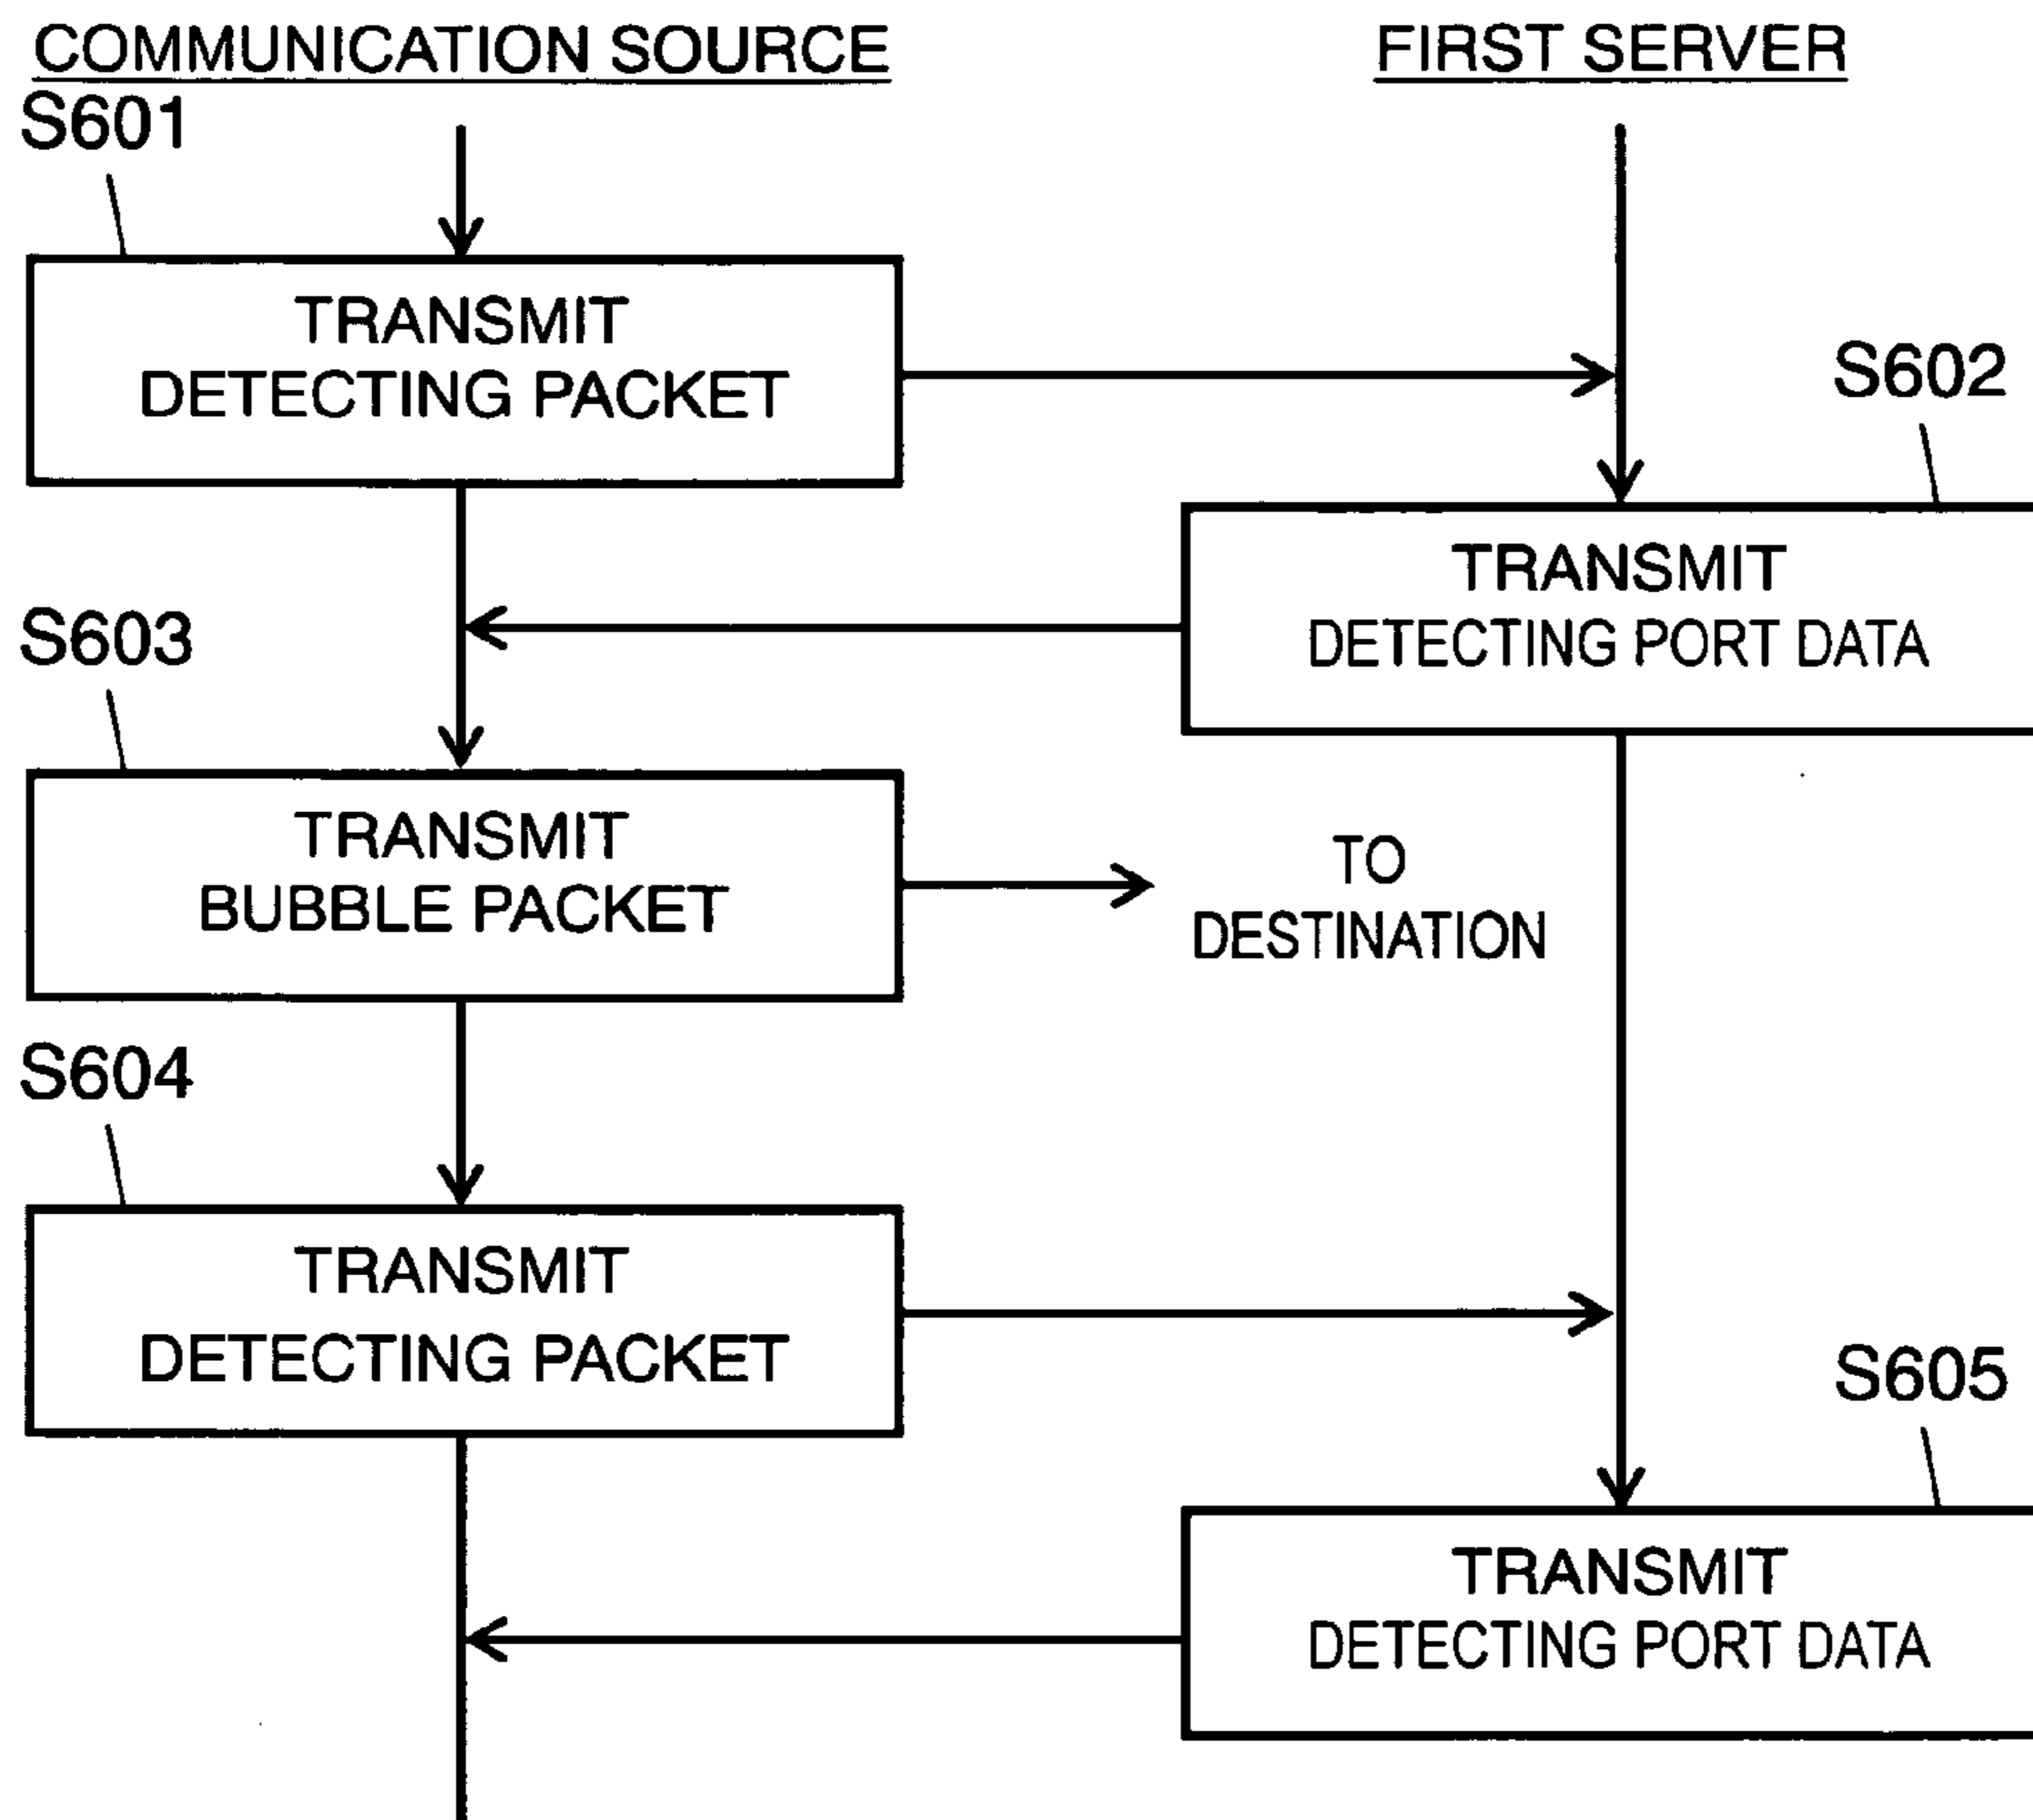 COMMUNICATION SOURCE
FIRST SERVER
S601
TRANSMIT
DETECTING PACKET
S602
TRANSMIT
DETECTING PORT DATA
S603
TRANSMIT
BUBBLE PACKET
TO
DESTINATION
S604
TRANSMIT
DETECTING PACKET
S605
TRANSMIT
DETECTING PORT DATA